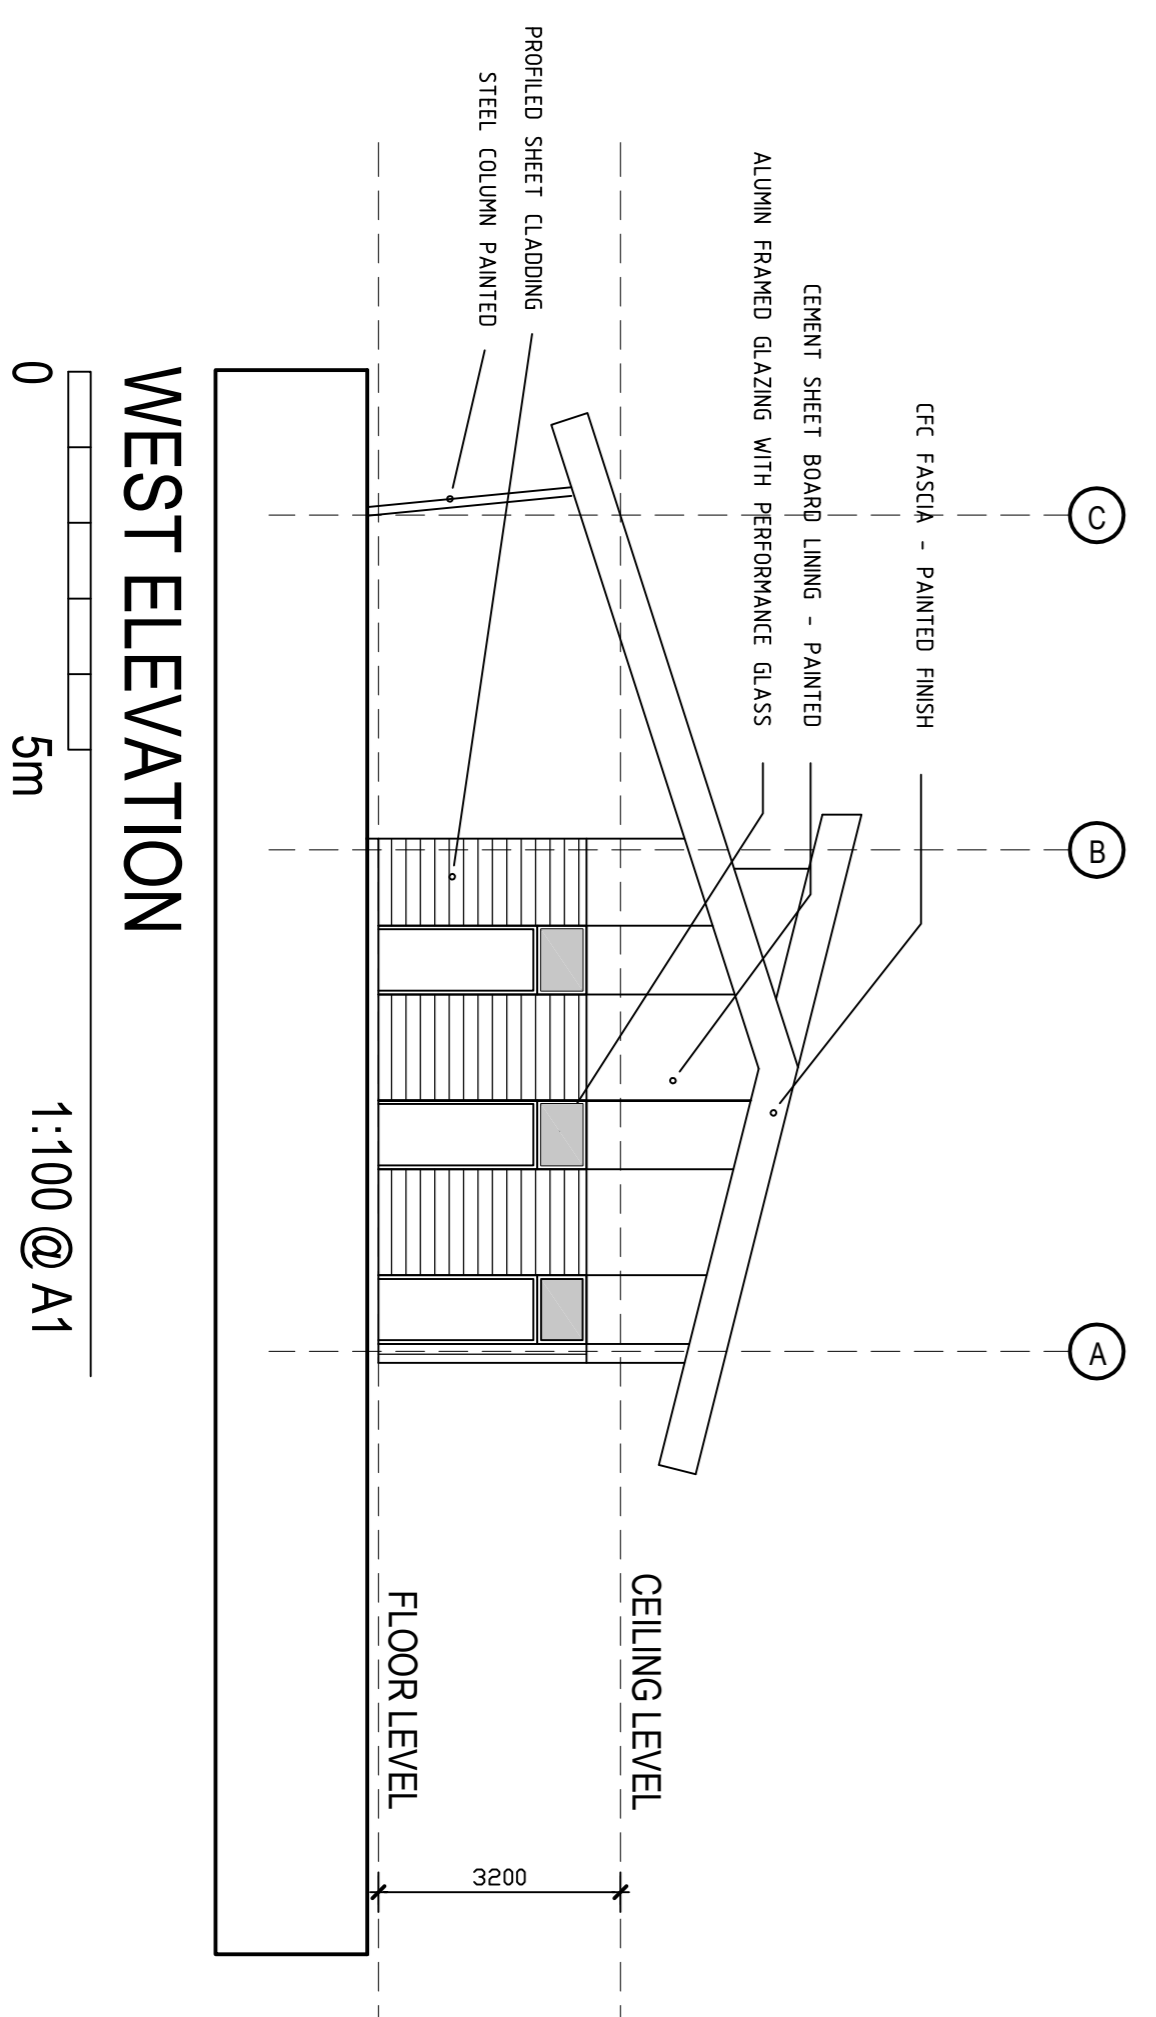 C
B
A
CFC FASCIA - PAINTED FINISH
CEMENT SHEET BOARD LINING - PAINTED
ALUMIN FRAMED GLAZING WITH PERFORMANCE GLASS
PROFILED SHEET CLADDING
STEEL COLUMN PAINTED
CEILING LEVEL
3200
FLOOR LEVEL
WEST ELEVATION
0
5m
1:100 @ A1